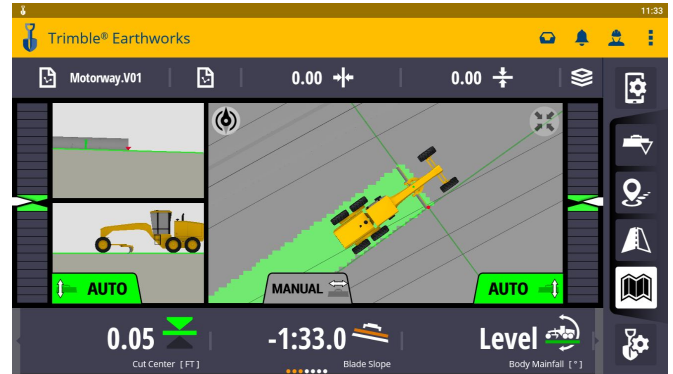 11:33
Trimble® Earthworks
Motorway.V01
0.00
0.00
AUTO
MANUAL
AUTO
0.05
-1:33.0
Level
Cut Center [FT]
Blade Slope
Body Mainfall [°]